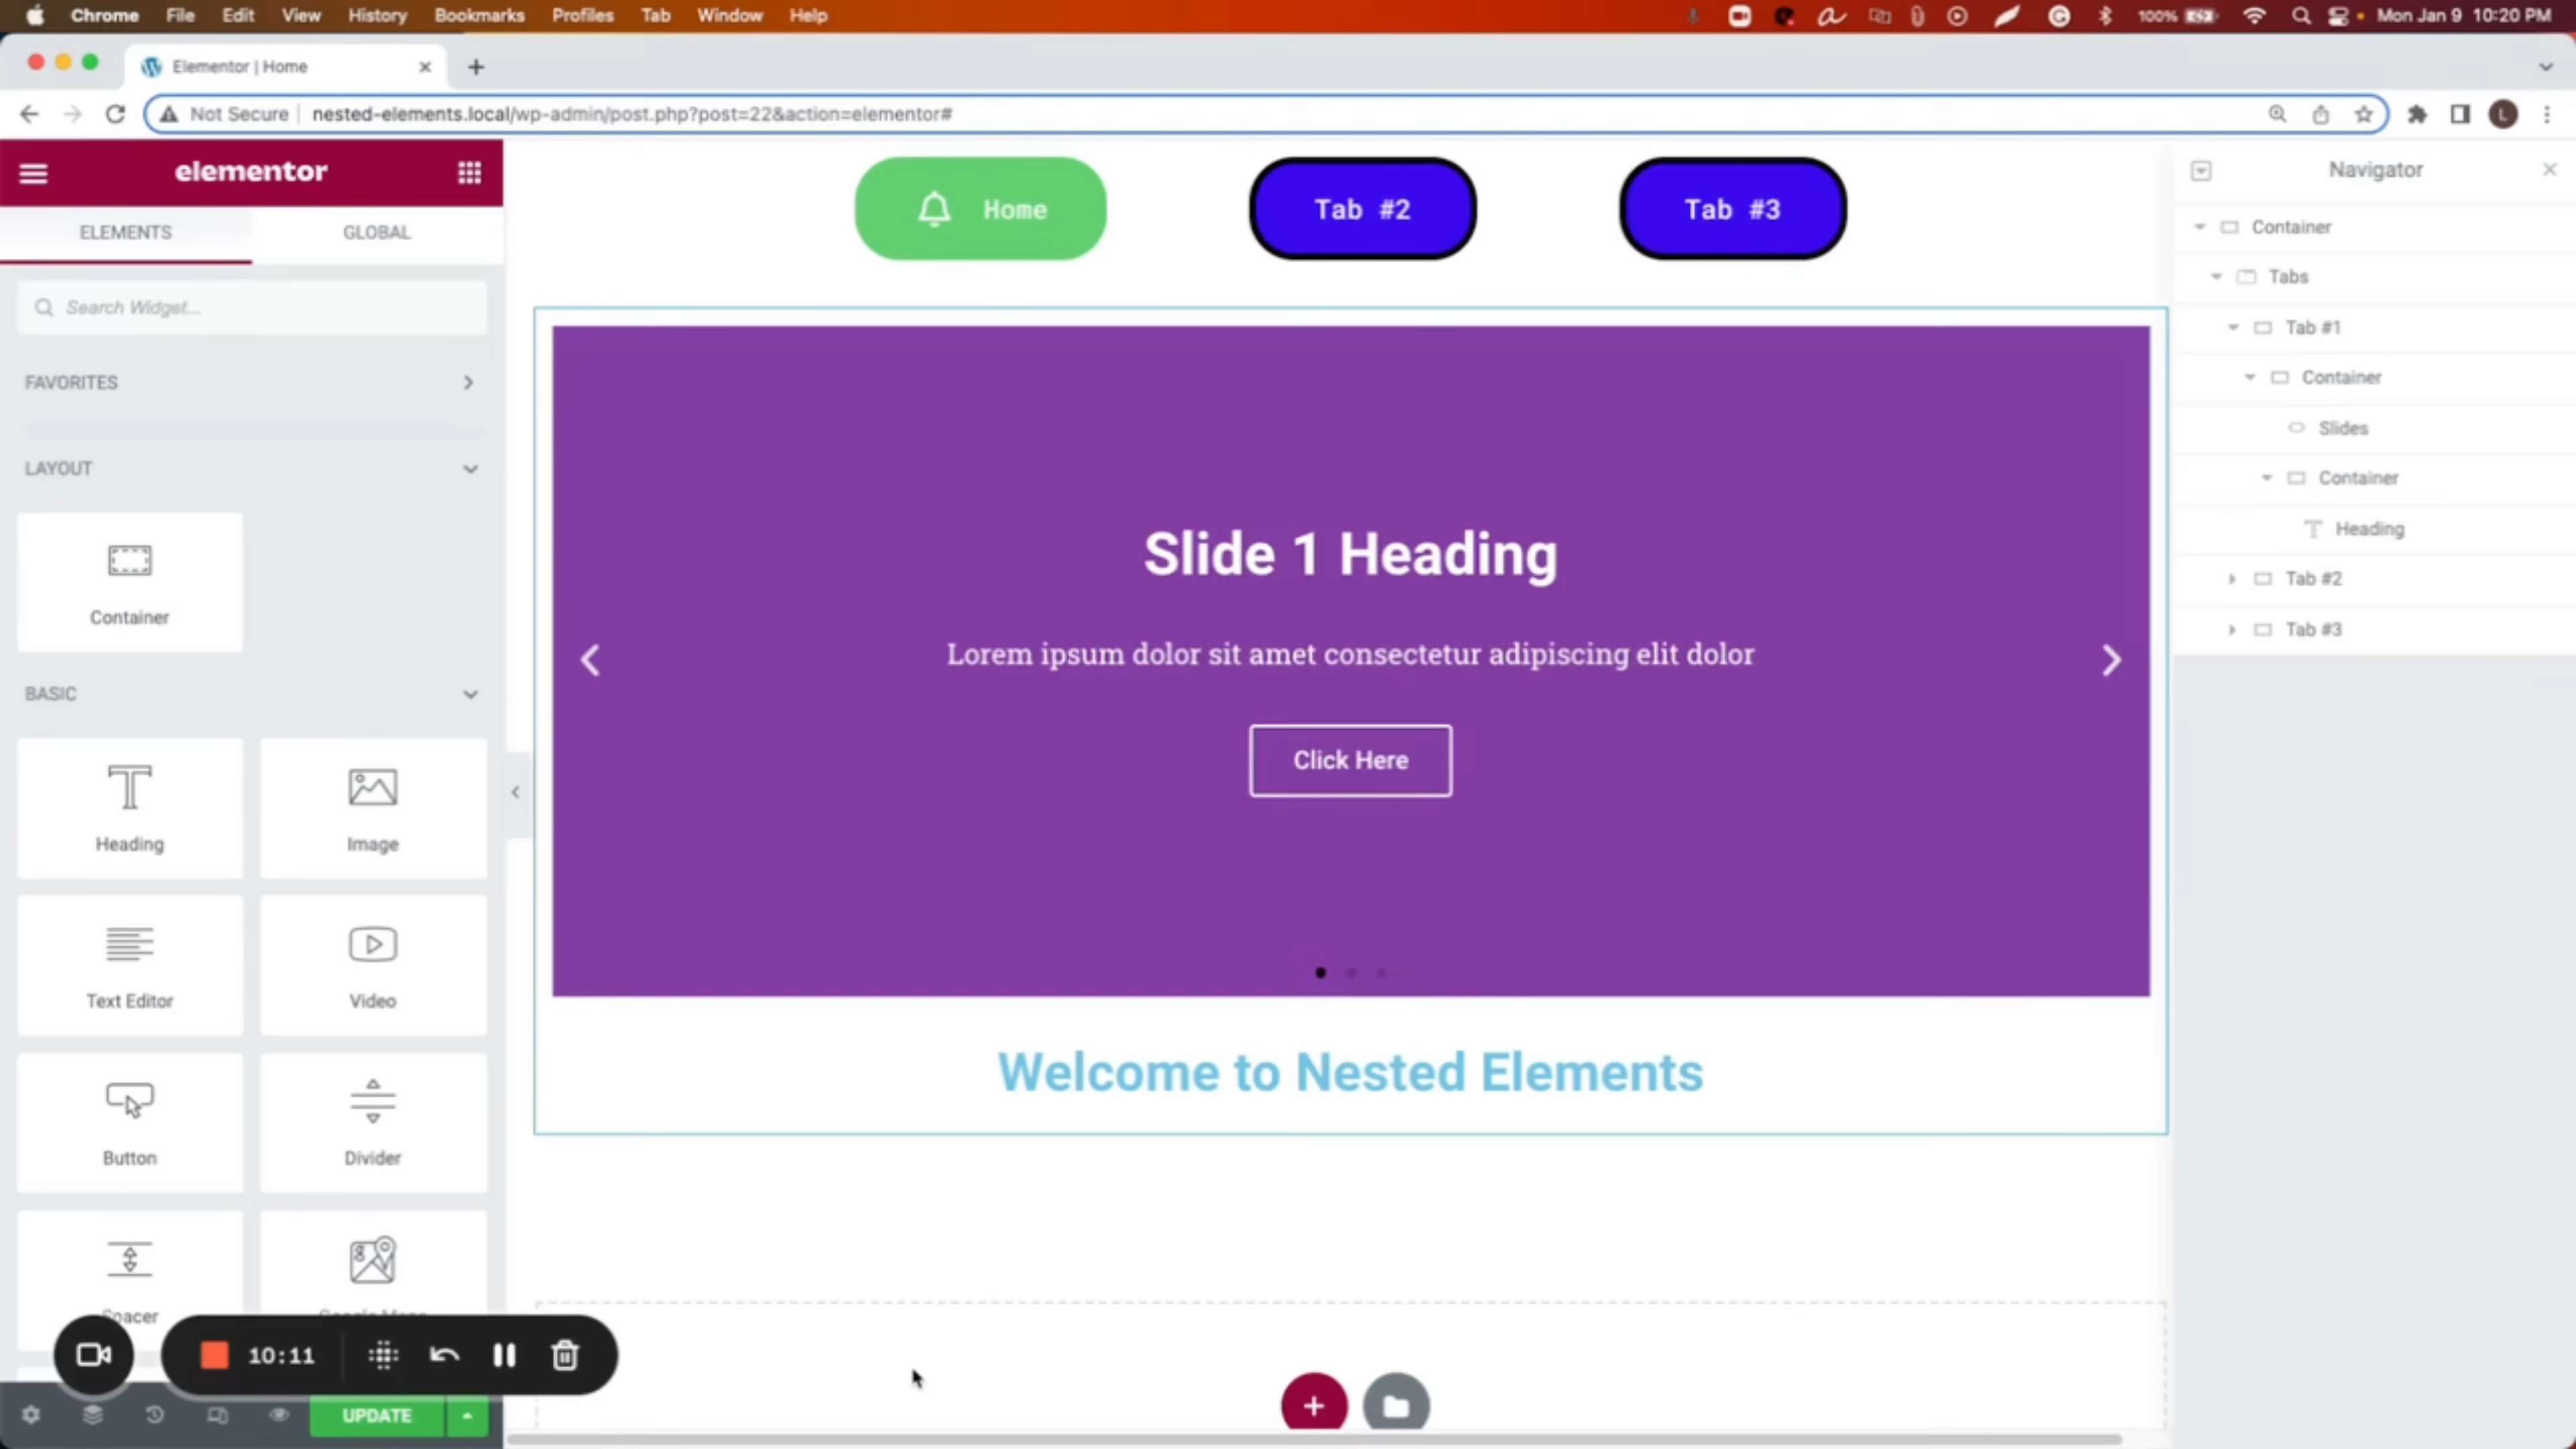 Chrome File Edit View History Bookmarks Profiles Tab Window Help 100% Mon Jan 9 10:20 PM
Elementor | Home
Not Secure nested-elements.local/wp-admin/post.php?post=22&action=elementor# L
elementor
ELEMENTS GLOBAL
Search Widget...
FAVORITES
LAYOUT
Container
BASIC
Heading Image
Text Editor Video
Button Divider
Spacer Google Maps
10:11
UPDATE
Home Tab #2 Tab #3
Slide 1 Heading
Lorem ipsum dolor sit amet consectetur adipiscing elit dolor
Click Here
Welcome to Nested Elements
Navigator
Container
Tabs
Tab #1
Container
Slides
Container
Heading
Tab #2
Tab #3